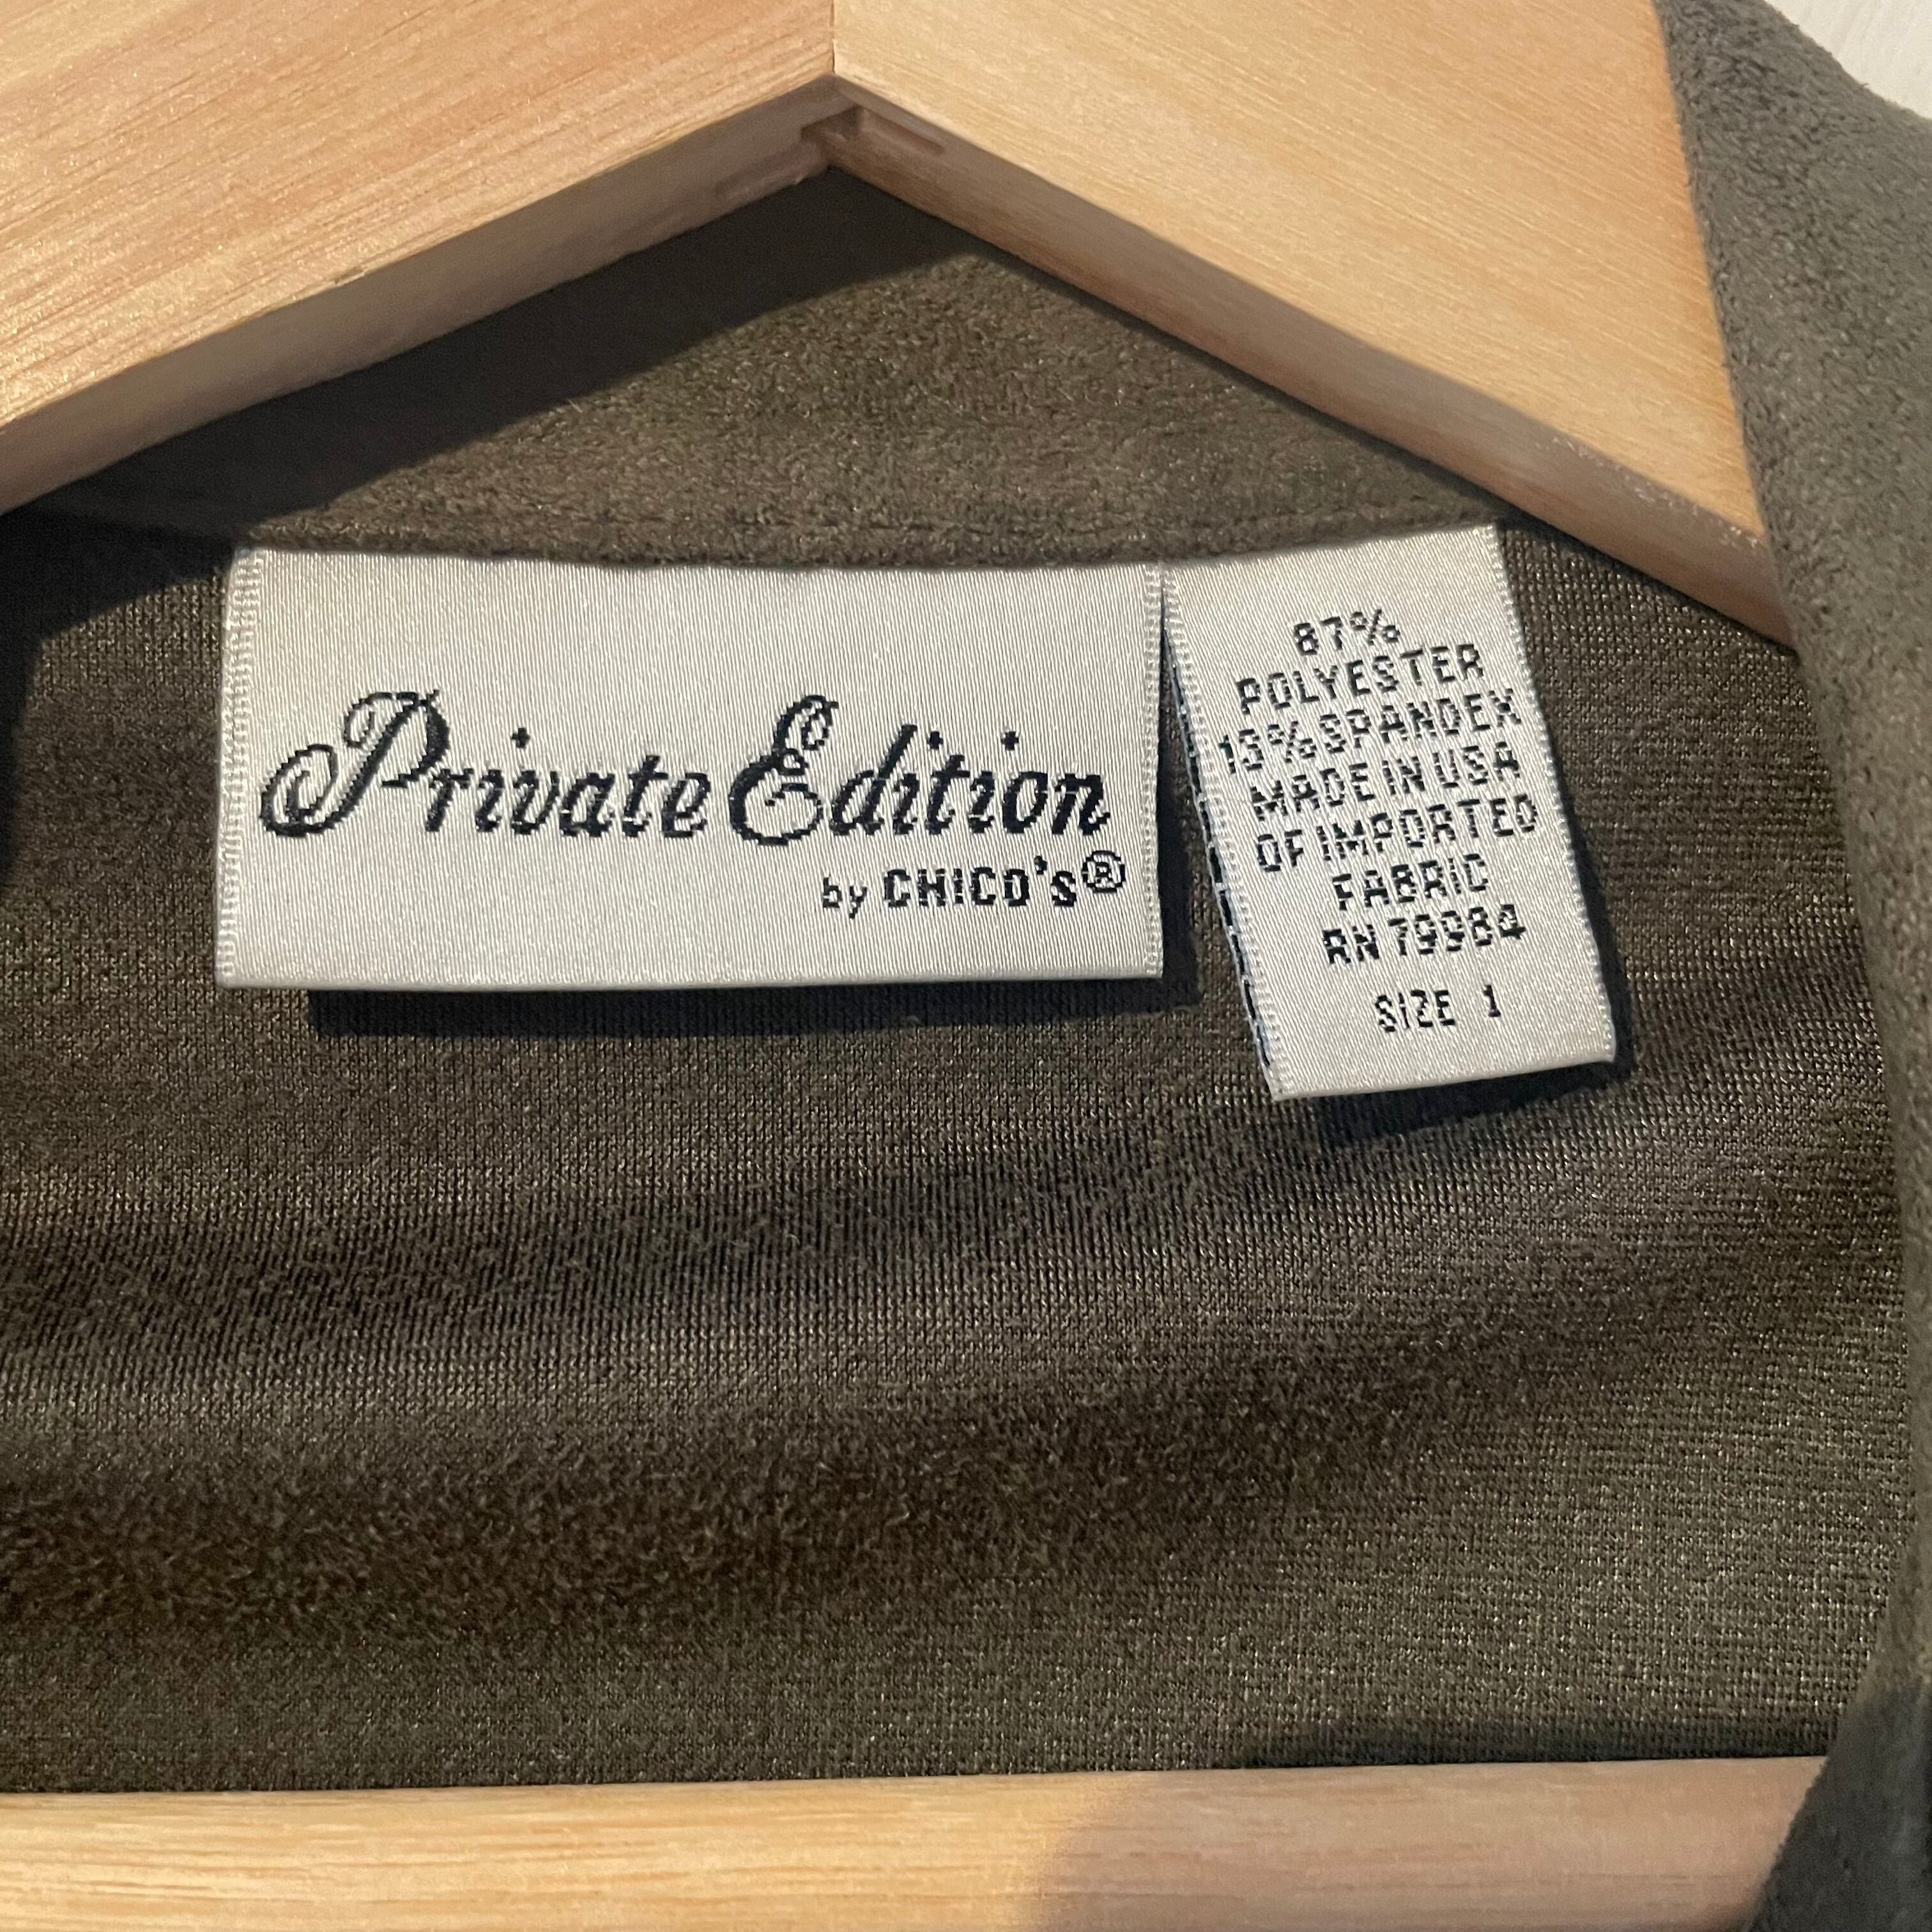 Private Edition
by CHICO's®
87%
POLYESTER
13% SPANDEX
MADE IN USA
OF IMPORTED
FABRIC
RN 79984
SIZE 1